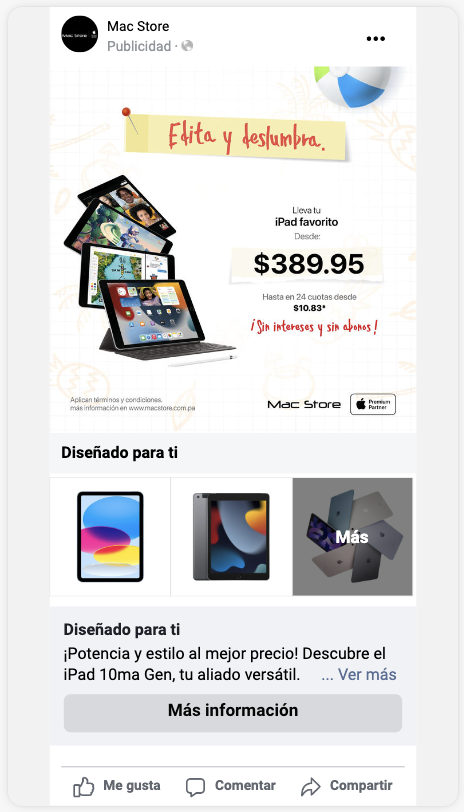 Mac Store
Publicidad ·
Mac Store
Edita y deslumbra.
Lleva tu
iPad favorito
Desde:
$389.95
Hasta en 24 cuotas desde
$10.83*
¡Sin intereses y sin abonos!
Aplican términos y condiciones.
más información en www.macstore.com.pa
Mac Store
Premium
Partner
Diseñado para ti
Más
Diseñado para ti
¡Potencia y estilo al mejor precio! Descubre el
iPad 10ma Gen, tu aliado versátil. ... Ver más
Más información
Me gusta Comentar Compartir